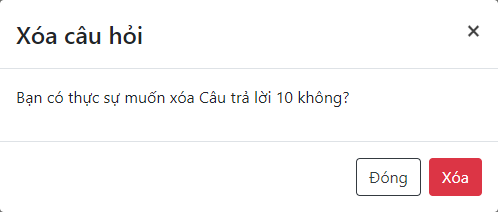 Xóa câu hỏi
×
Bạn có thực sự muốn xóa Câu trả lời 10 không?
Đóng Xóa